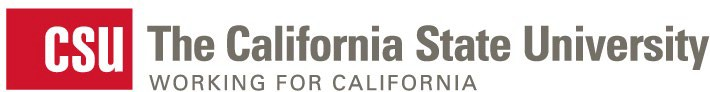 CSU The California State University
WORKING FOR CALIFORNIA